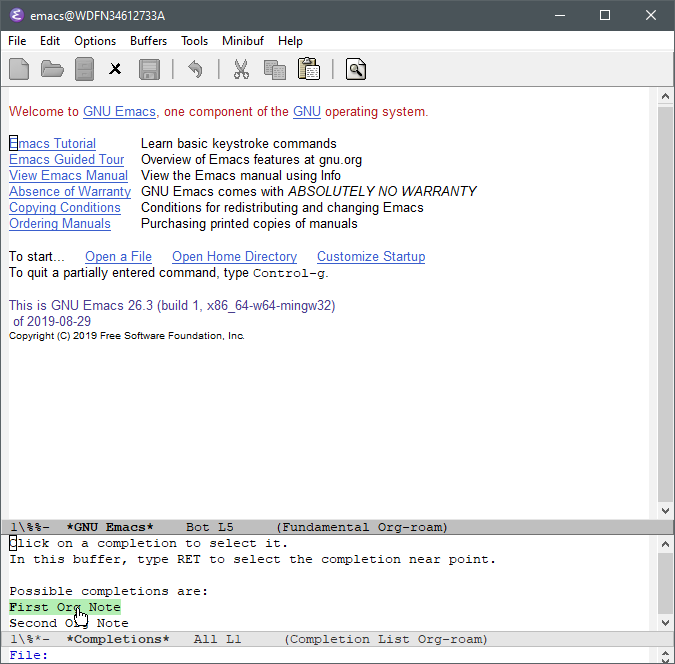 emacs@WDFN34612733A
File Edit Options Buffers Tools Minibuf Help
Welcome to GNU Emacs, one component of the GNU operating system.
Emacs Tutorial Learn basic keystroke commands
Emacs Guided Tour Overview of Emacs features at gnu.org
View Emacs Manual View the Emacs manual using Info
Absence of Warranty GNU Emacs comes with ABSOLUTELY NO WARRANTY
Copying Conditions Conditions for redistributing and changing Emacs
Ordering Manuals Purchasing printed copies of manuals
To start... Open a File Open Home Directory Customize Startup
To quit a partially entered command, type Control-g.
This is GNU Emacs 26.3 (build 1, x86_64-w64-mingw32)
of 2019-08-29
Copyright (C) 2019 Free Software Foundation, Inc.
1\%%- *GNU Emacs* Bot L5 (Fundamental Org-roam)
Click on a completion to select it.
In this buffer, type RET to select the completion near point.
Possible completions are:
First Org Note
Second Org Note
1\%*- *Completions* All L1 (Completion List Org-roam)
File: